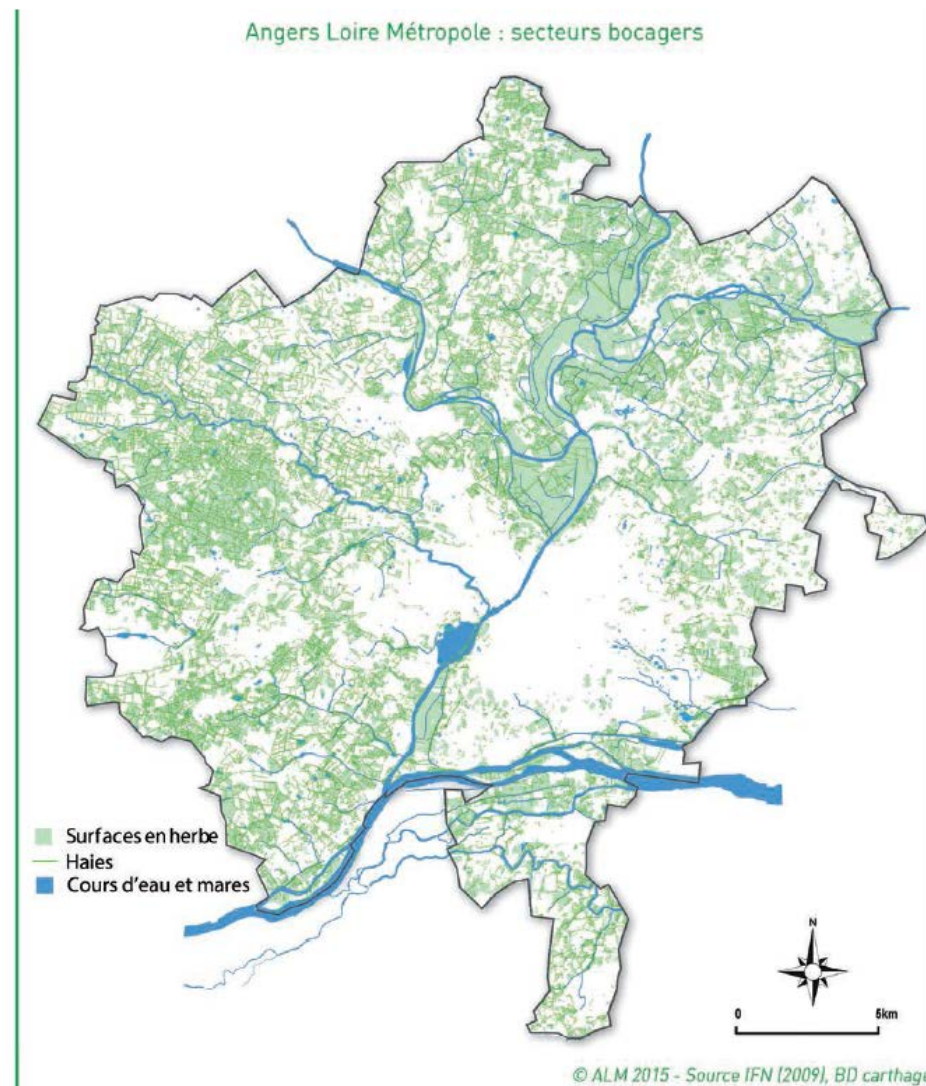 Angers Loire Métropole : secteurs bocagers
Surfaces en herbe
Haies
Cours d'eau et mares
N
0 5km
© ALM 2015 - Source IFN (2009), BD carthage